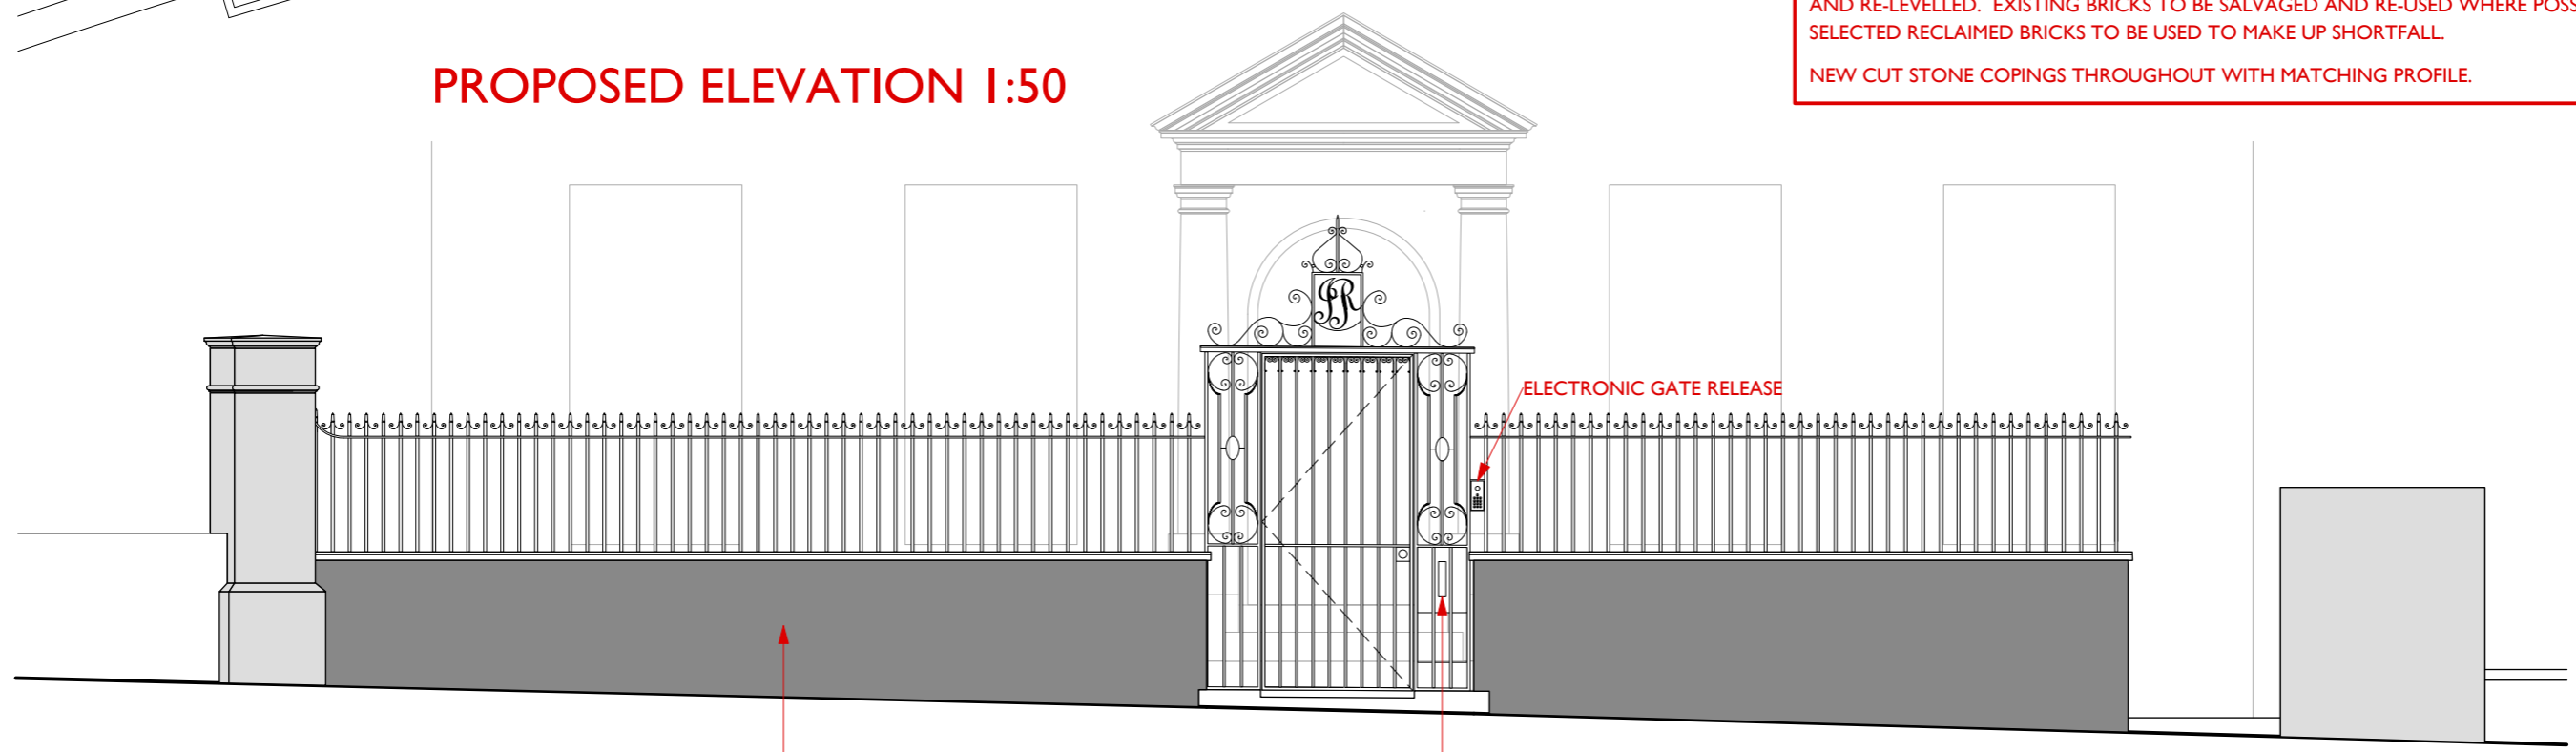 AND RE-LEVELLED. EXISTING BRICKS TO BE SALVAGED AND RE-USED WHERE
SELECTED RECLAIMED BRICKS TO BE USED TO MAKE UP SHORTFALL.
NEW CUT STONE COPINGS THROUGHOUT WITH MATCHING PROFILE.
PROPOSED ELEVATION 1:50
JR
ELECTRONIC GATE RELEASE